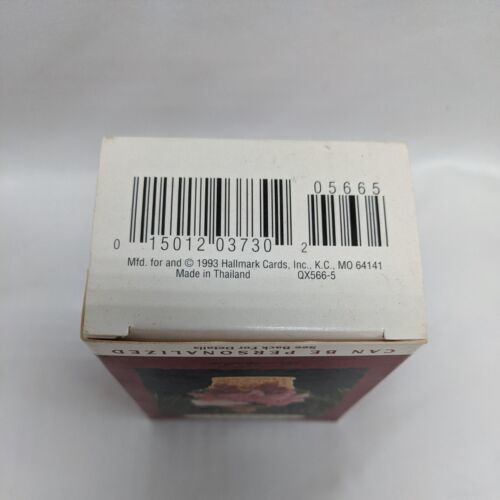 05665
0 15012 03730 2
Mfd. for and © 1993 Hallmark Cards, Inc., K.C., MO 64141
Made in Thailand QX566-5
See Back For Details
CAN BE PERSONALIZED